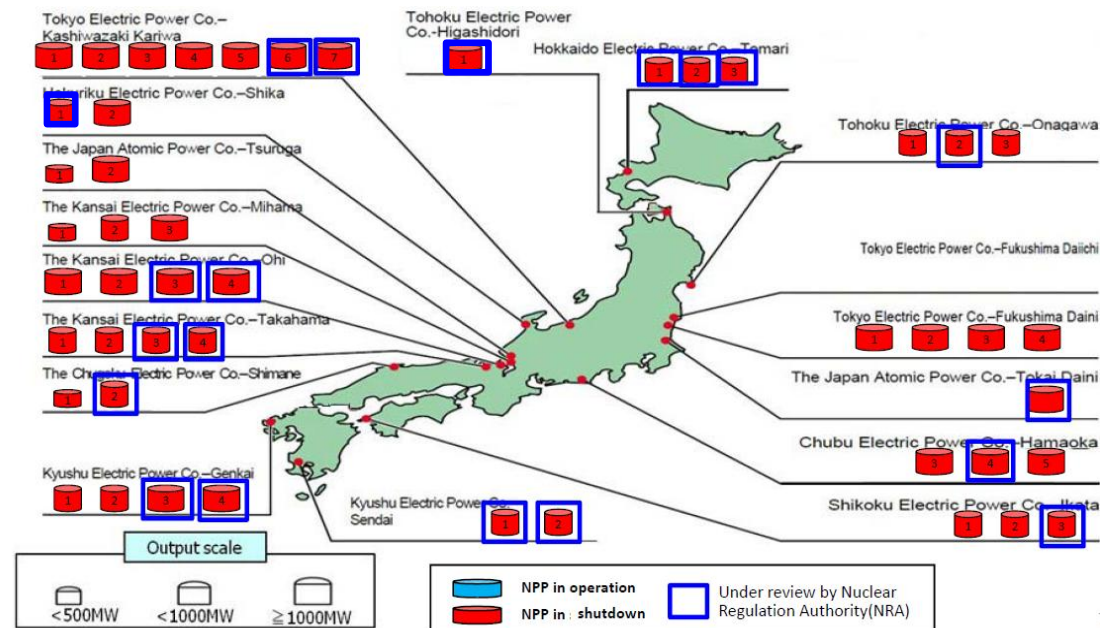 Tokyo Electric Power Co.–
Kashiwazaki Kariwa
1 2 3 4 5 6 7
Hokuriku Electric Power Co.–Shika
1 2
The Japan Atomic Power Co.–Tsuruga
1 2
The Kansai Electric Power Co.–Mihama
1 2 3
The Kansai Electric Power Co.–Ohi
1 2 3 4
The Kansai Electric Power Co.–Takahama
1 2 3 4
The Chugoku Electric Power Co.–Shimane
1 2
Kyushu Electric Power Co.–Genkai
1 2 3 4
Tohoku Electric Power
Co.-Higashidori
1
Hokkaido Electric Power Co.–Tomari
1 2 3
Tohoku Electric Power Co.–Onagawa
1 2 3
Tokyo Electric Power Co.–Fukushima Daiichi
Tokyo Electric Power Co.–Fukushima Daini
1 2 3 4
The Japan Atomic Power Co.–Tokai Daini
Chubu Electric Power Co.–Hamaoka
3 4 5
Shikoku Electric Power Co.–Ikata
1 2 3
Kyushu Electric Power Co.
Sendai
1 2
Output scale
<500MW <1000MW ≧1000MW
NPP in operation
NPP in shutdown
Under review by Nuclear
Regulation Authority(NRA)